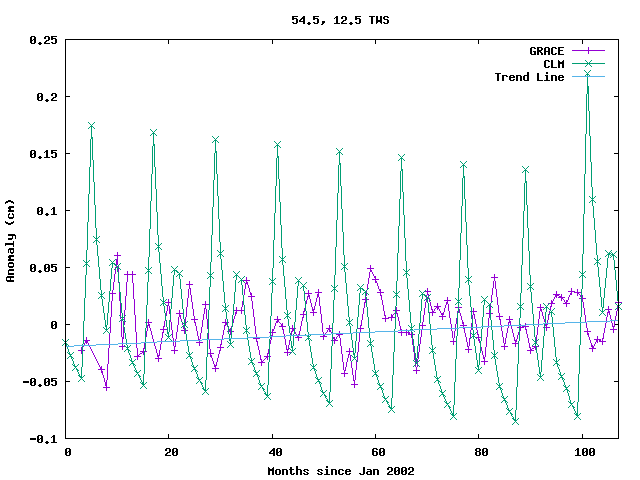 54.5, 12.5 TWS
GRACE
CLM
Trend Line
Anomaly (cm)
0.25
0.2
0.15
0.1
0.05
0
-0.05
-0.1
0 20 40 60 80 100
Months since Jan 2002